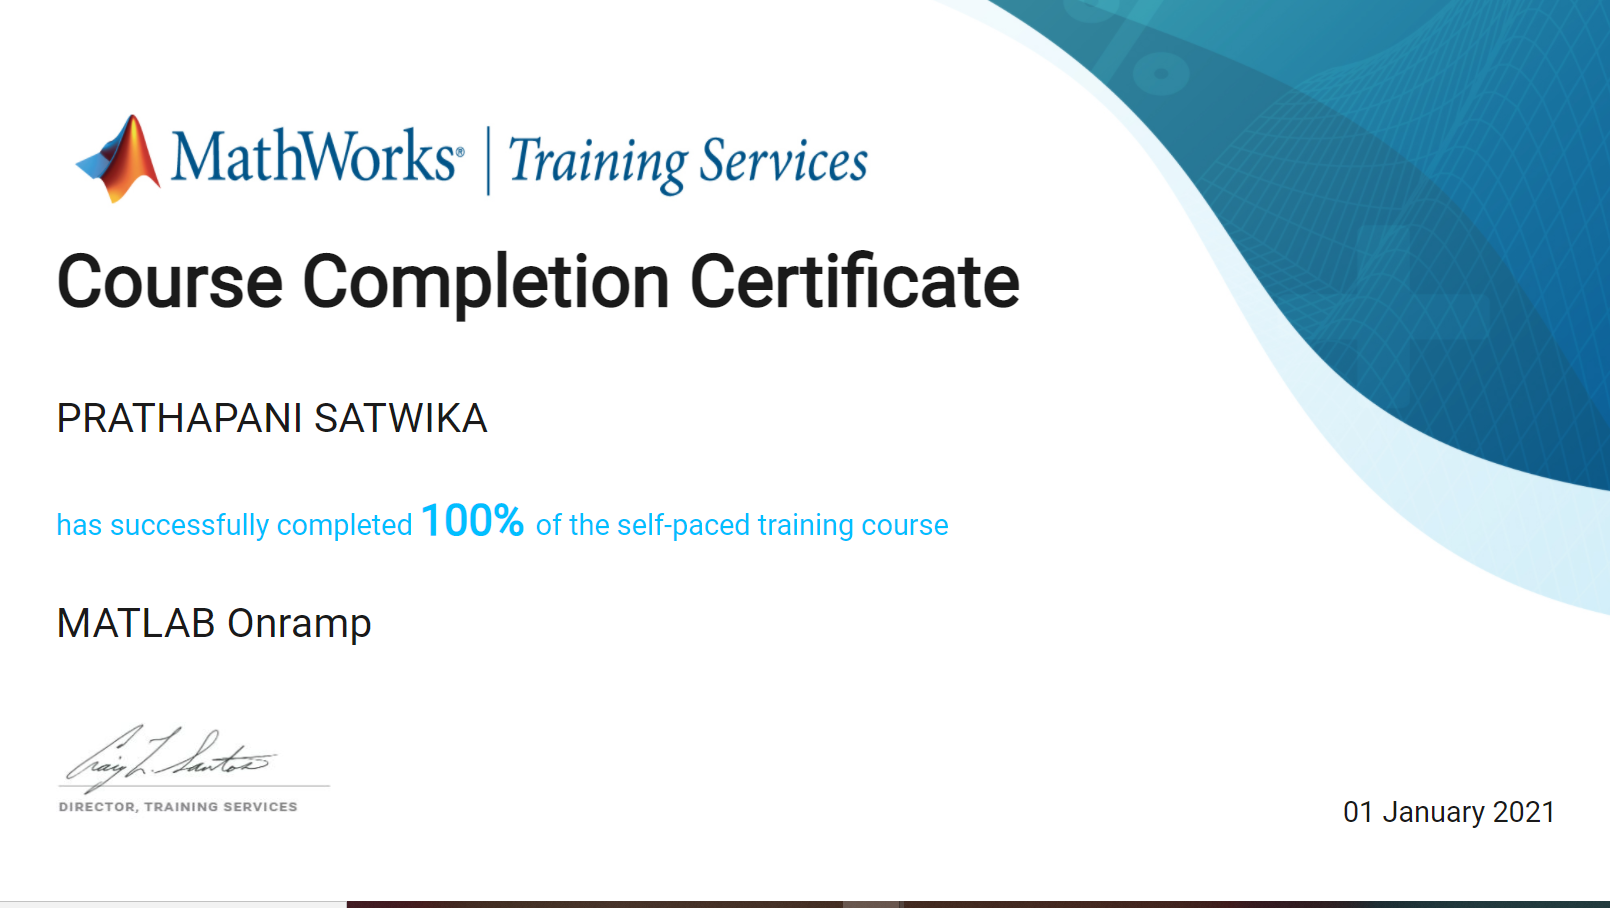 MathWorks® | Training Services
Course Completion Certificate
PRATHAPANI SATWIKA
has successfully completed 100% of the self-paced training course
MATLAB Onramp
Craig L. Santos
DIRECTOR, TRAINING SERVICES
01 January 2021